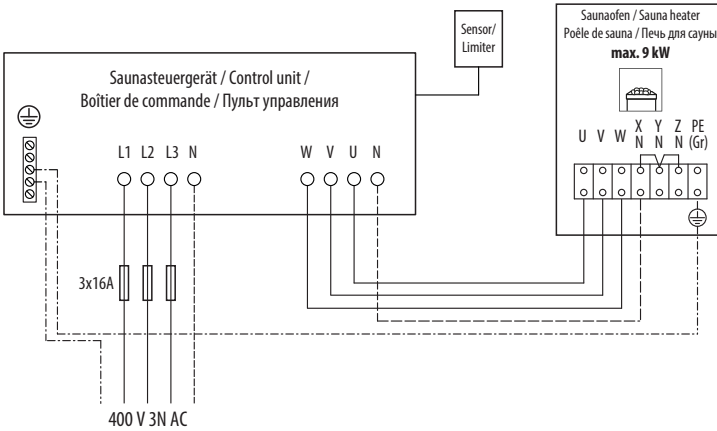 Sensor/
Limiter
Saunaofen / Sauna heater
Poêle de sauna / Печь для сауны
max. 9 kW
Saunasteuergerät / Control unit /
Boîtier de commande / Пульт управления
L1 L2 L3 N
W V U N
U V W X Y Z PE
N N N (Gr)
3x16A
400 V 3N AC